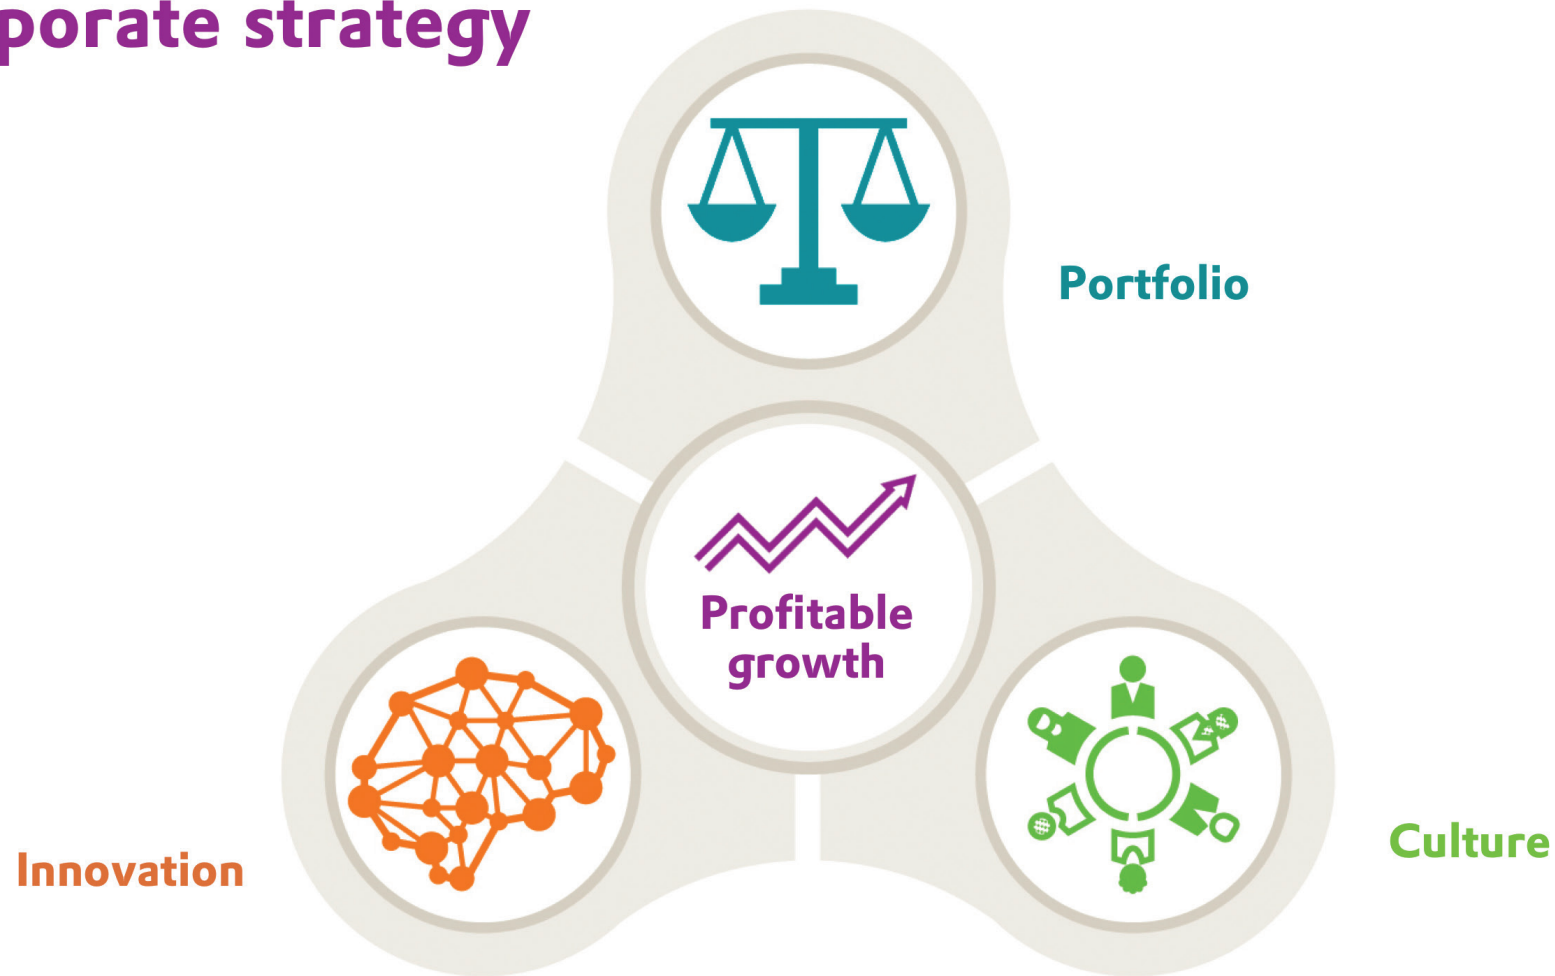 porate strategy
Portfolio
Profitable
growth
Innovation
Culture